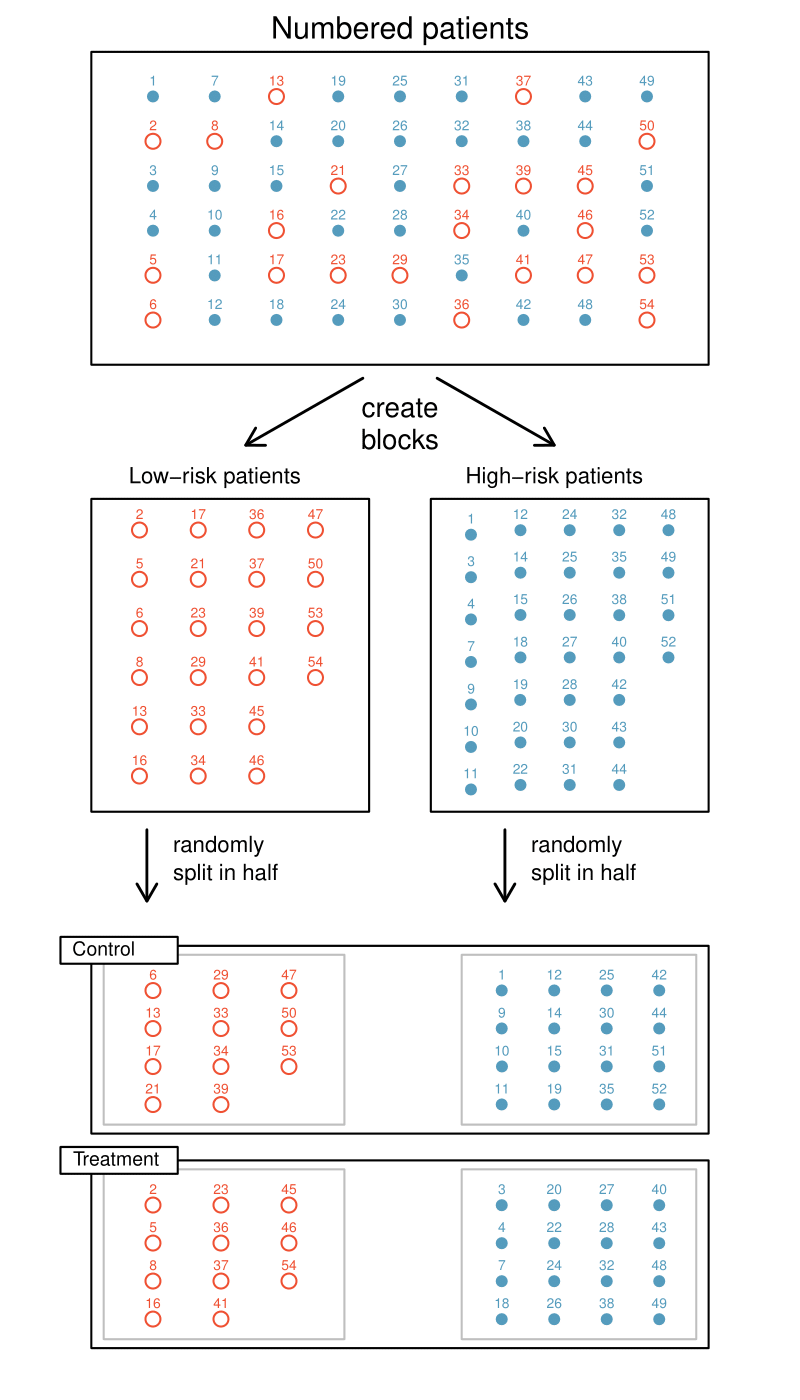 Numbered patients
1 7 13 19 25 31 37 43 49
2 8 14 20 26 32 38 44 50
3 9 15 21 27 33 39 45 51
4 10 16 22 28 34 40 46 52
5 11 17 23 29 35 41 47 53
6 12 18 24 30 36 42 48 54
create
blocks
Low−risk patients
2 17 36 47
5 21 37 50
6 23 39 53
8 29 41 54
13 33 45
16 34 46
High−risk patients
1 12 24 32 48
3 14 25 35 49
4 15 26 38 51
7 18 27 40 52
9 19 28 42
10 20 30 43
11 22 31 44
randomly
split in half
randomly
split in half
Control
6 29 47
13 33 50
17 34 53
21 39
1 12 25 42
9 14 30 44
10 15 31 51
11 19 35 52
Treatment
2 23 45
5 36 46
8 37 54
16 41
3 20 27 40
4 22 28 43
7 24 32 48
18 26 38 49